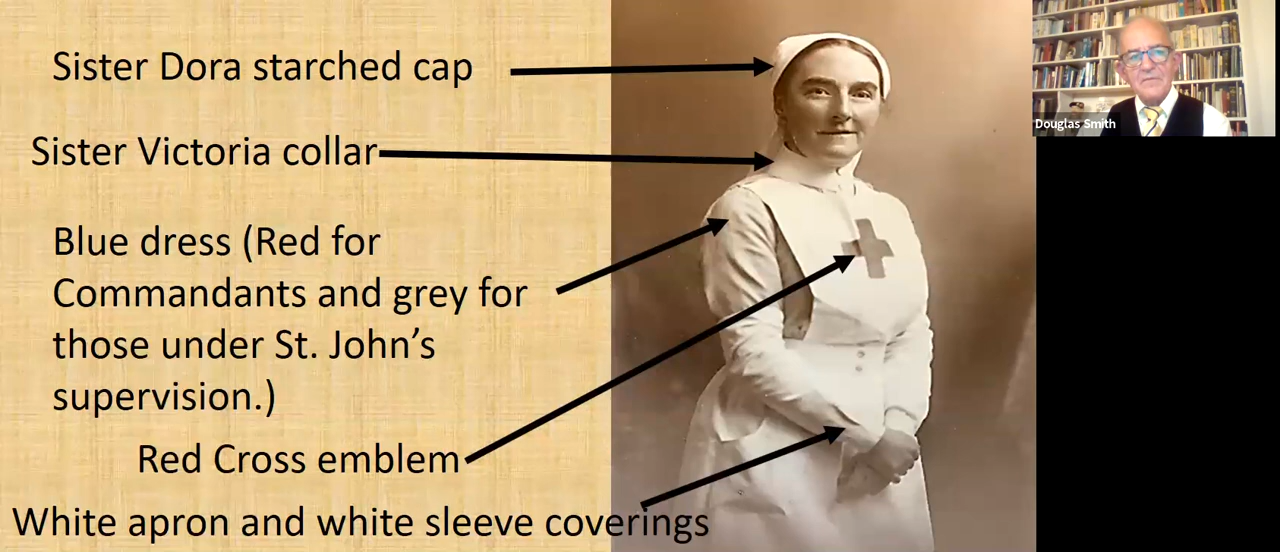 Sister Dora starched cap
Sister Victoria collar
Blue dress (Red for
Commandants and grey for
those under St. John’s
supervision.)
Red Cross emblem
White apron and white sleeve coverings
Douglas Smith